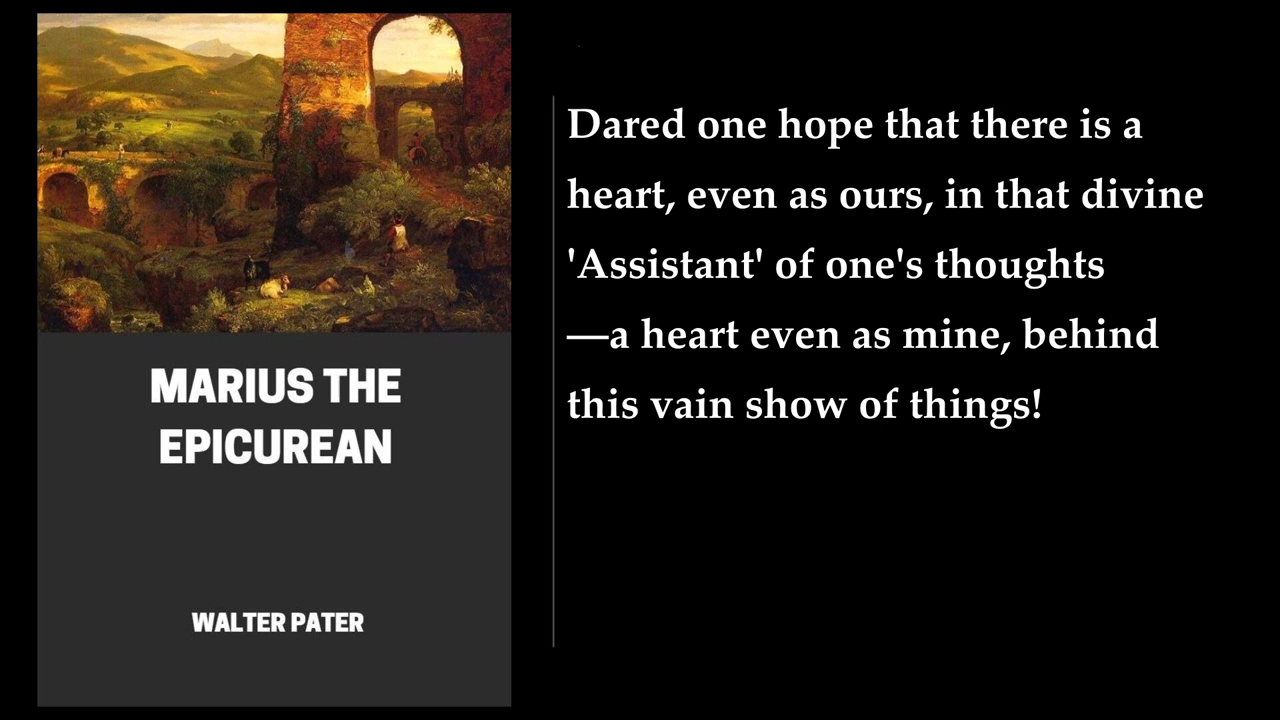 MARIUS THE
EPICUREAN
WALTER PATER
Dared one hope that there is a
heart, even as ours, in that divine
'Assistant' of one's thoughts
—a heart even as mine, behind
this vain show of things!